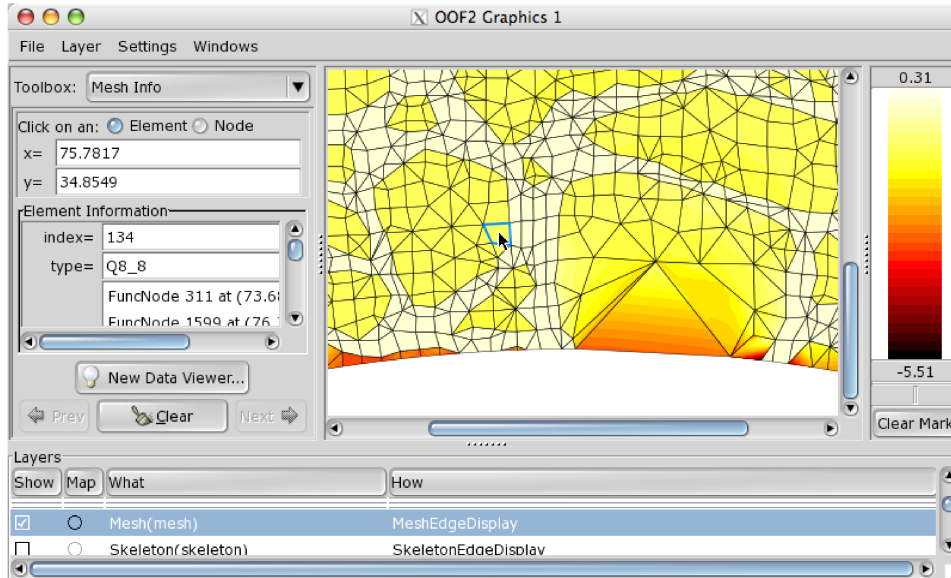 OOF2 Graphics 1
File Layer Settings Windows
Toolbox: Mesh Info
Click on an: Element Node
x= 75.7817
y= 34.8549
Element Information
index= 134
type= Q8_8
FuncNode 311 at (73.6
FuncNode 1599 at (76.
New Data Viewer...
Prev Clear Next
0.31
-5.51
Clear Mark
Layers
Show Map What How
Mesh(mesh) MeshEdgeDisplay
Skeleton(skeleton) SkeletonEdgeDisplay